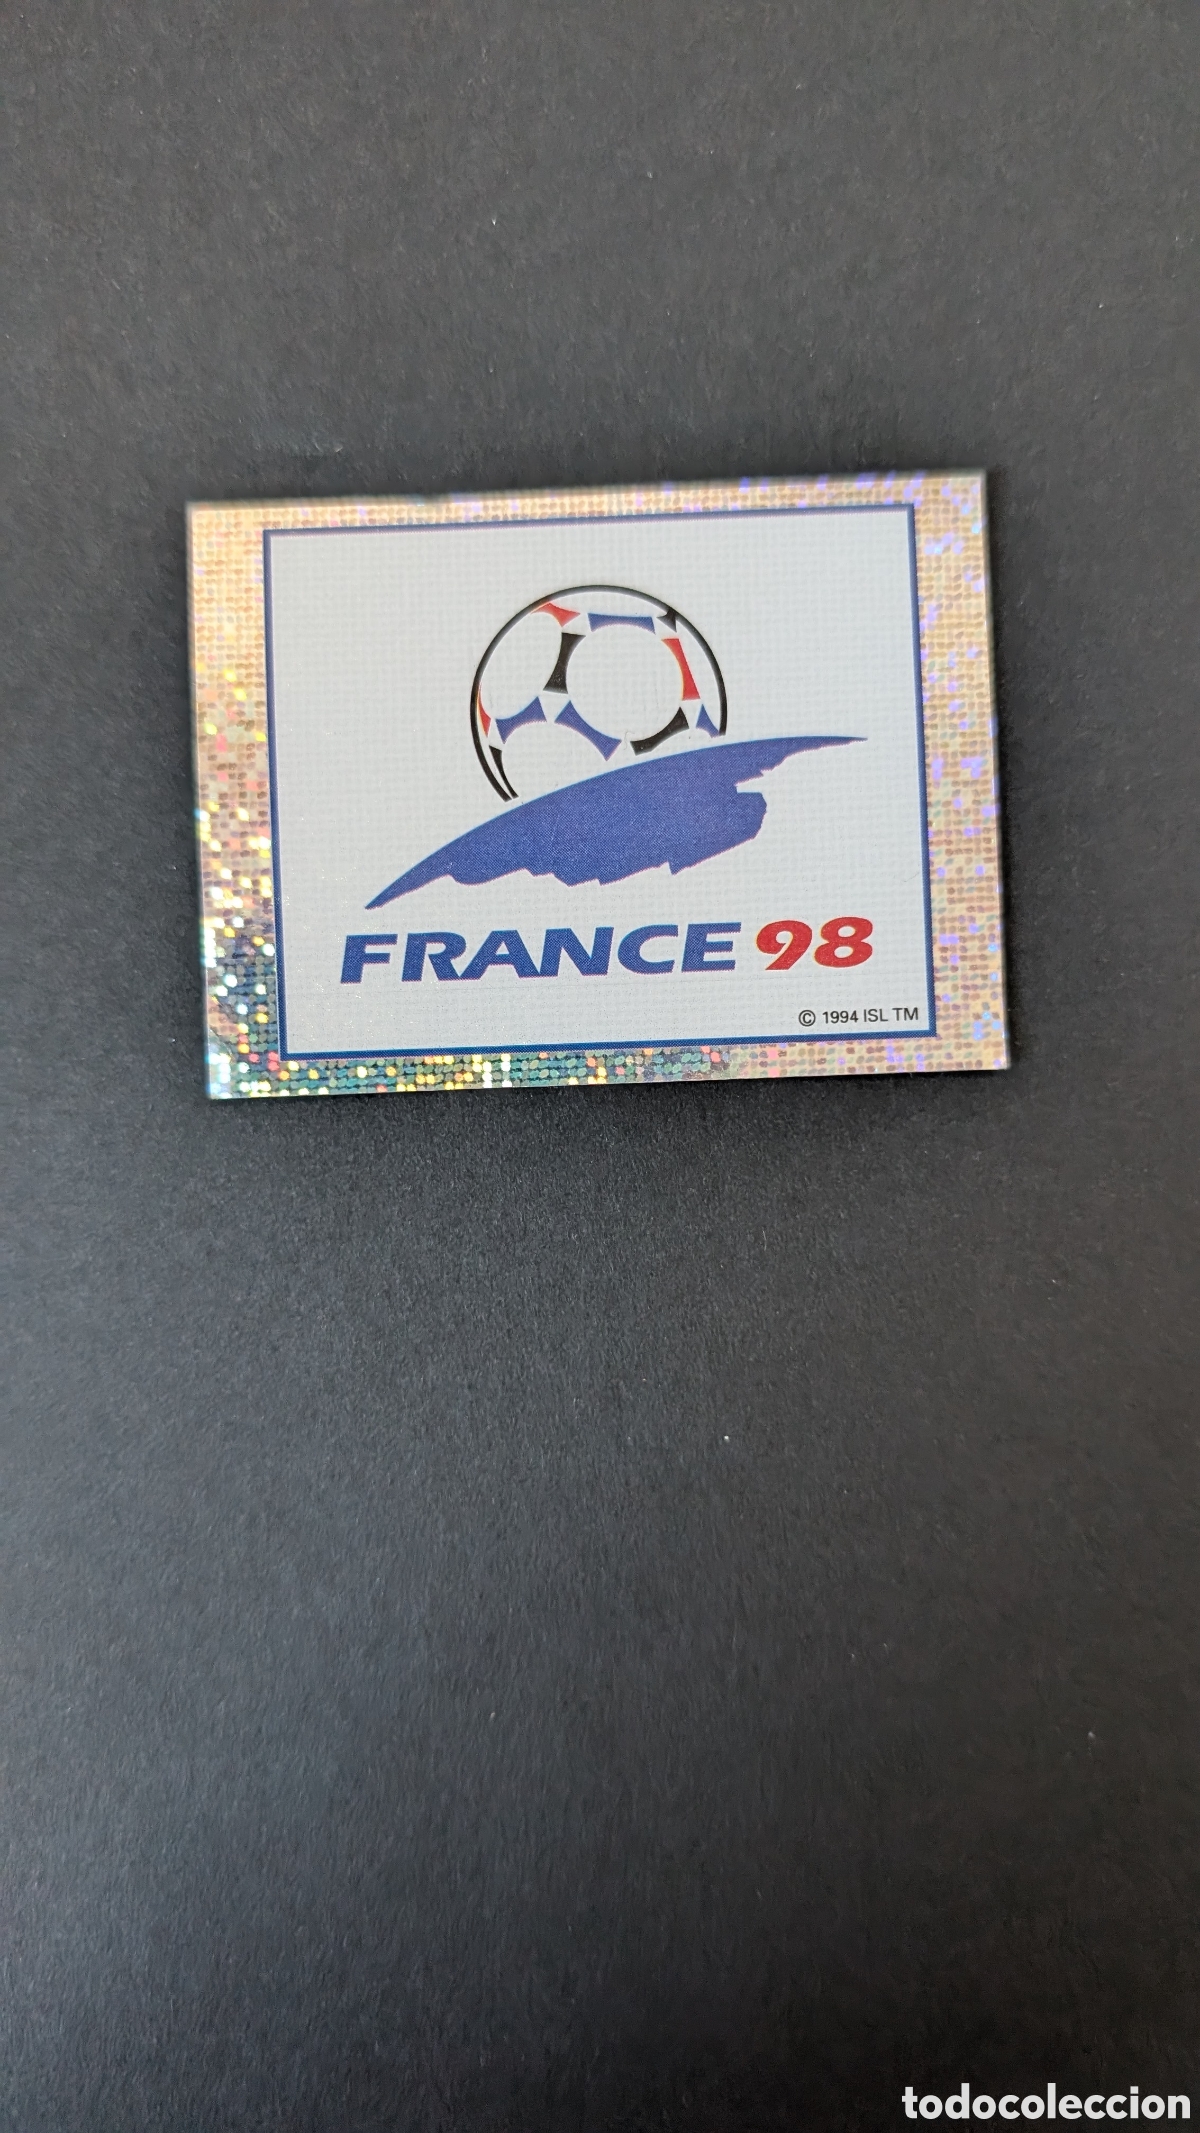 FRANCE 98
© 1994 ISL TM
todocoleccion